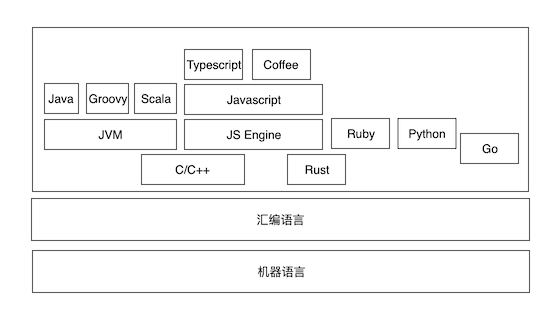 Typescript
Coffee
Java
Groovy
Scala
Javascript
JVM
JS Engine
Ruby
Python
Go
C/C++
Rust
汇编语言
机器语言